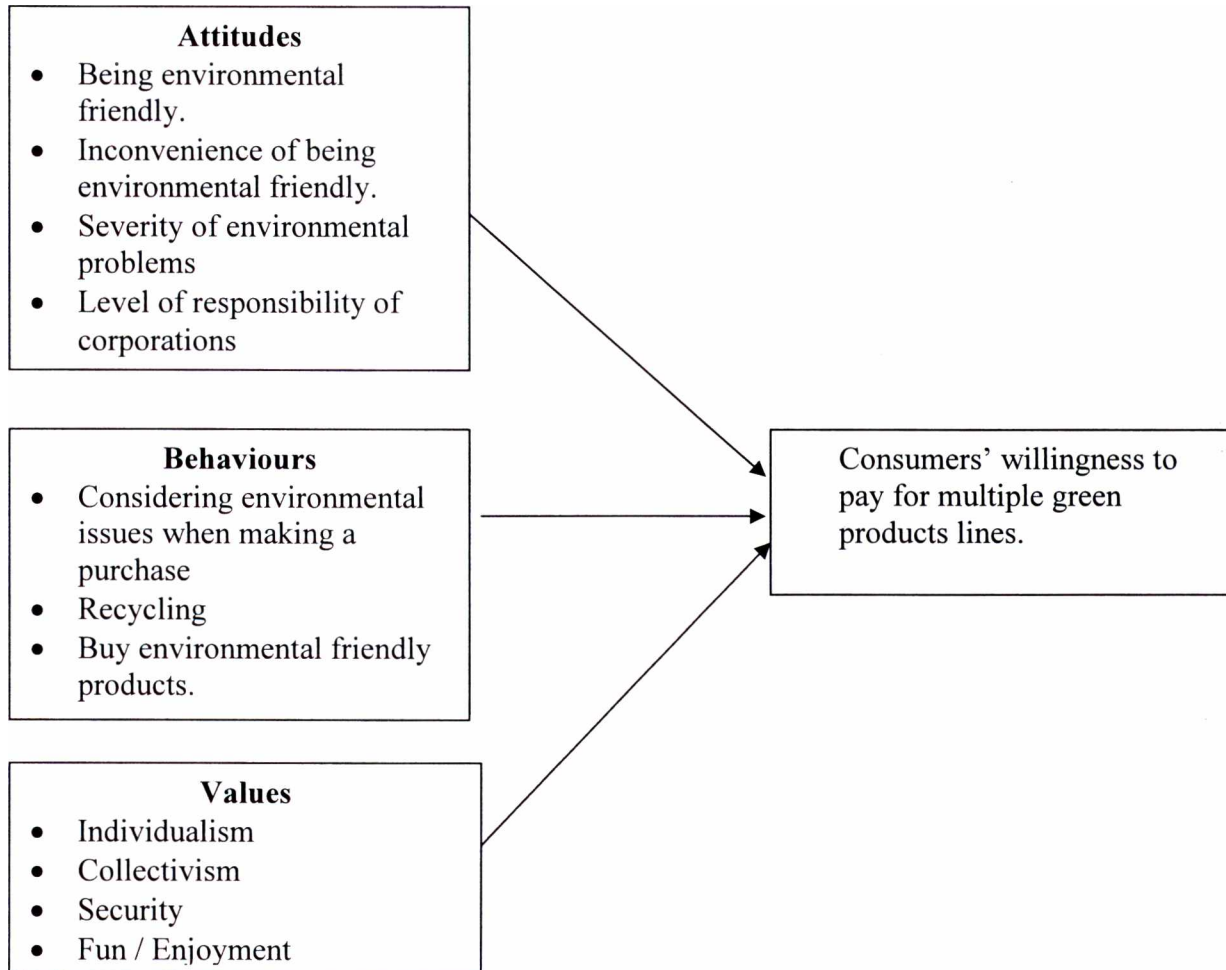 Attitudes
• Being environmental
friendly.
• Inconvenience of being
environmental friendly.
• Severity of environmental
problems
• Level of responsibility of
corporations
Behaviours
• Considering environmental
issues when making a
purchase
• Recycling
• Buy environmental friendly
products.
Values
• Individualism
• Collectivism
• Security
• Fun / Enjoyment
Consumers’ willingness to
pay for multiple green
products lines.